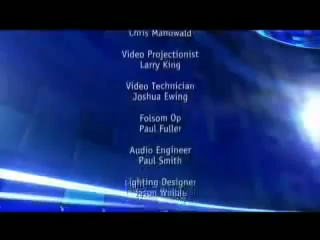 Chris Mandwald
Video Projectionist
Larry King
Video Technician
Joshua Ewing
Folsom Op
Paul Fuller
Audio Engineer
Paul Smith
Lighting Designer